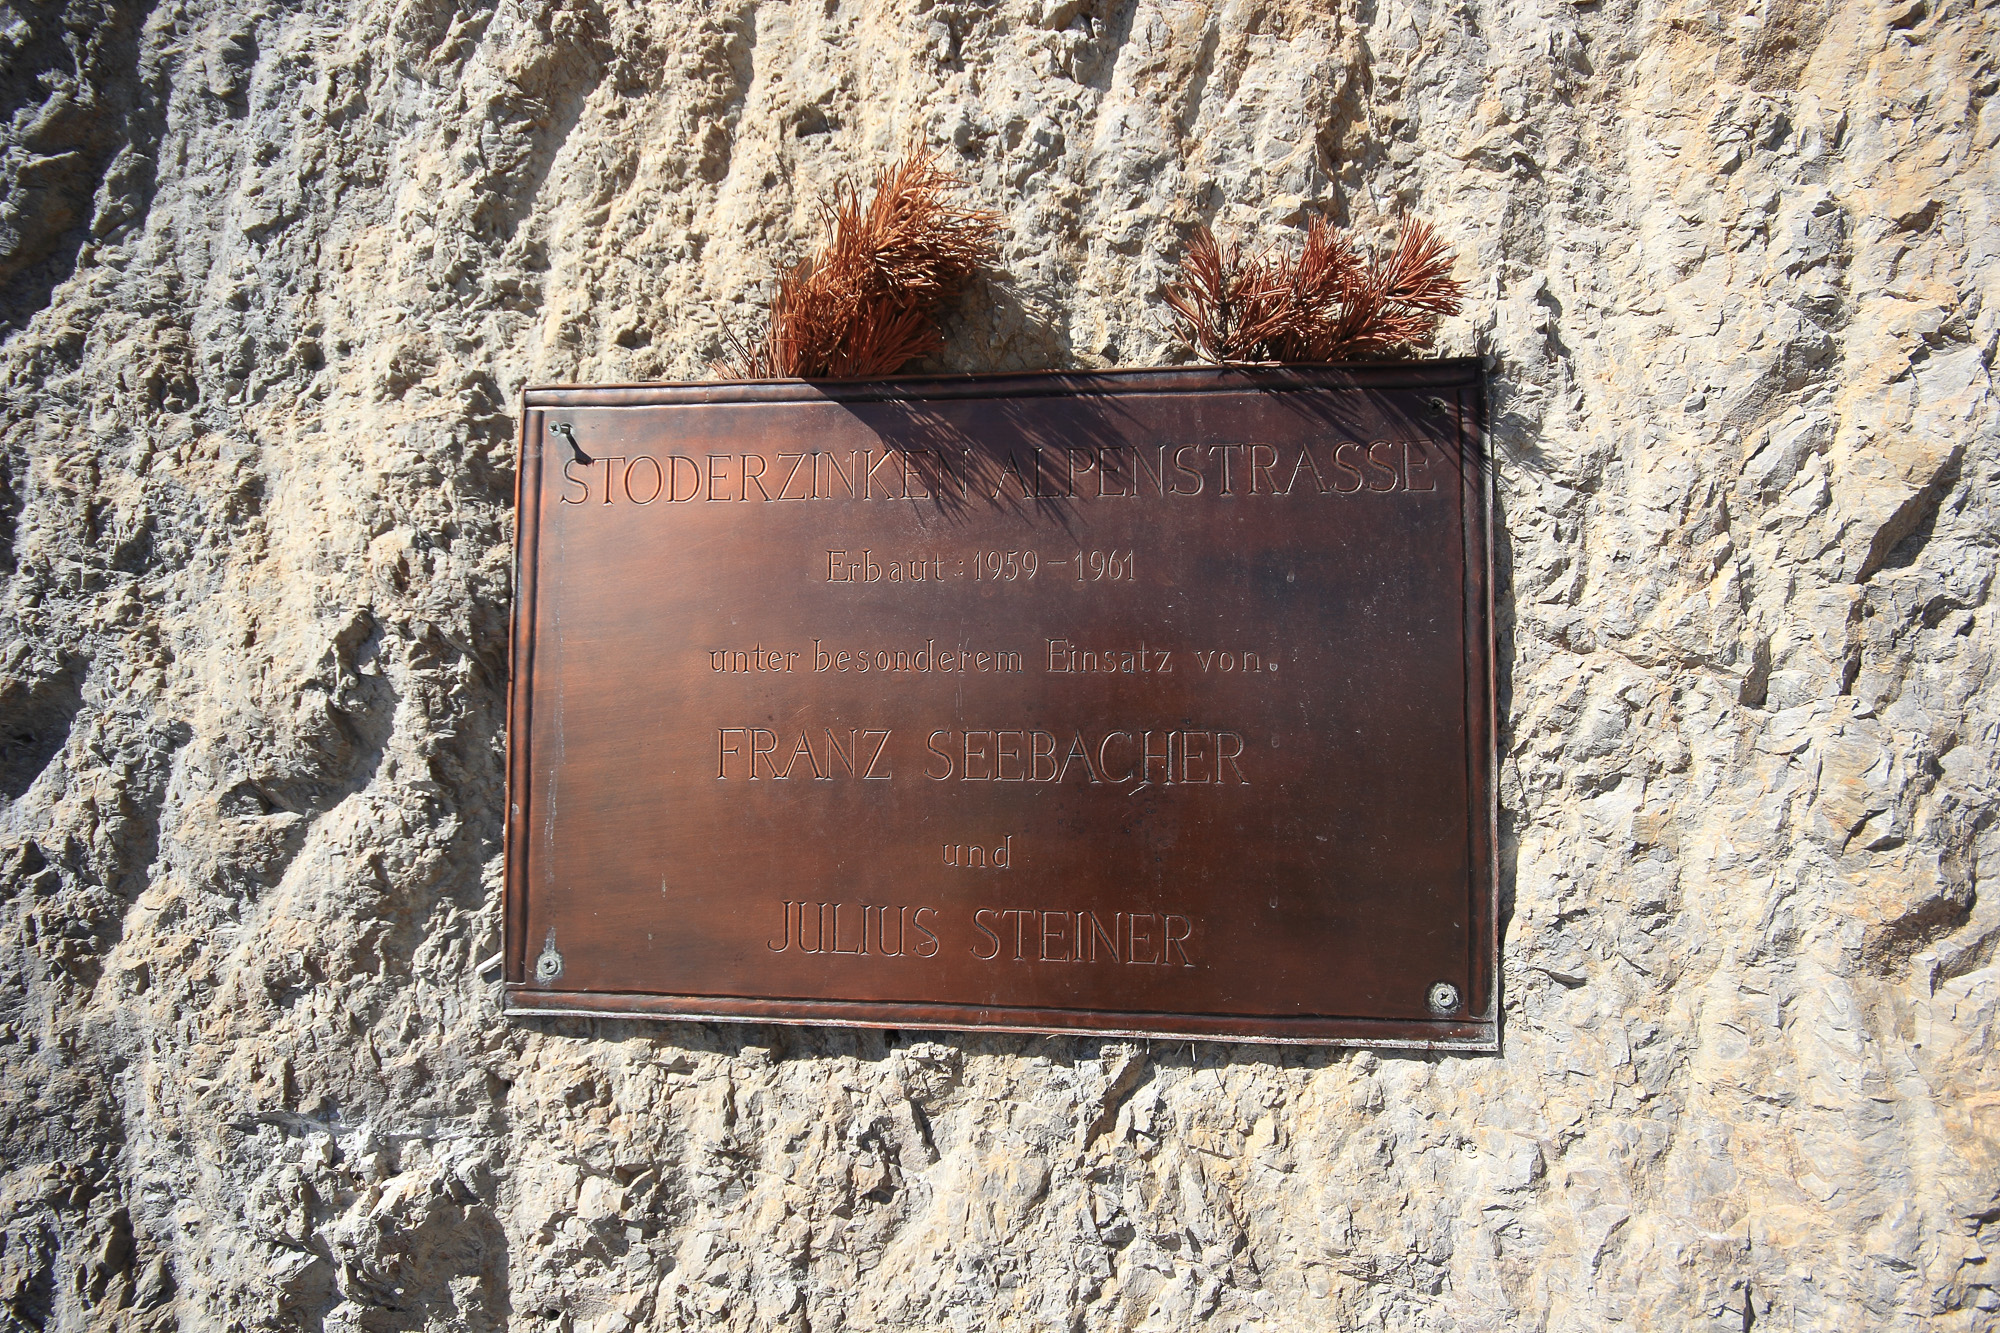 STODERZINKEN ALPENSTRASSE
Erbaut : 1959 – 1961
unter besonderem Einsatz von:
FRANZ SEEBACHER
und
JULIUS STEINER